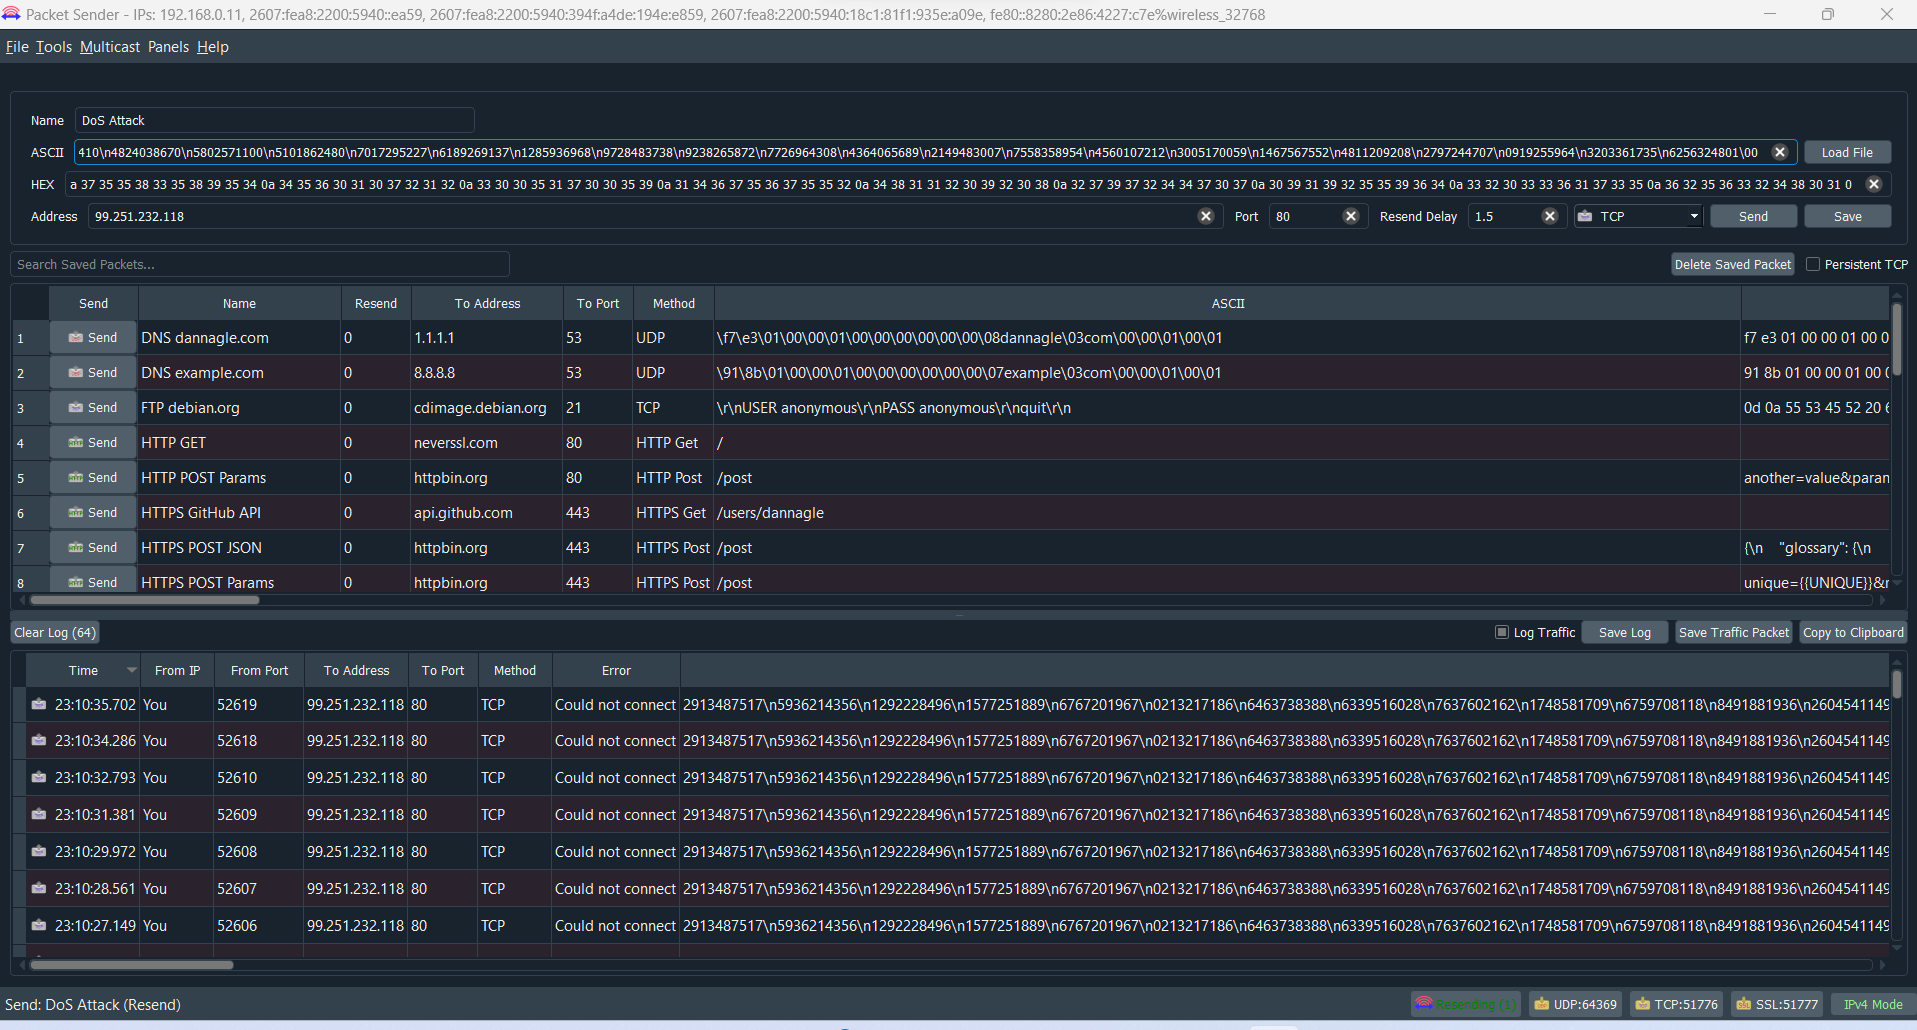 Packet Sender - IPs: 192.168.0.11, 2607:fea8:2200:5940::ea59, 2607:fea8:2200:5940:394f:a4de:194e:e859, 2607:fea8:2200:5940:18c1:81f1:935e:a09e, fe80::8280:2e86:4227:c7e%wireless_32768
File Tools Multicast Panels Help
Name DoS Attack
ASCII 410\n4824038670\n5802571100\n5101862480\n7017295227\n6189269137\n1285936968\n9728483738\n9238265872\n7726964308\n4364065689\n2149483007\n7558358954\n4560107212\n3005170059\n1467567552\n4811209208\n2797244707\n0919255964\n3203361735\n6256324801\00 Load File
HEX a 37 35 35 38 33 35 38 39 35 34 0a 34 35 36 30 31 30 37 32 31 32 0a 33 30 30 35 31 37 30 30 35 39 0a 31 34 36 37 35 36 37 35 35 32 0a 34 38 31 31 32 30 39 32 30 38 0a 32 37 39 37 32 34 34 37 30 37 0a 30 39 31 39 32 35 35 39 36 34 0a 33 32 30 33 33 36 31 37 33 35 0a 36 32 35 36 33 32 34 38 30 31 0
Address 99.251.232.118 Port 80 Resend Delay 1.5 TCP Send Save
Search Saved Packets... Delete Saved Packet Persistent TCP
Send Name Resend To Address To Port Method ASCII
1 Send DNS dannagle.com 0 1.1.1.1 53 UDP \f7\e3\01\00\00\01\00\00\00\00\00\00\08dannagle\03com\00\00\01\00\01 f7 e3 01 00 00 01 00 0
2 Send DNS example.com 0 8.8.8.8 53 UDP \91\8b\01\00\00\01\00\00\00\00\00\00\07example\03com\00\00\01\00\01 91 8b 01 00 00 01 00
3 Send FTP debian.org 0 cdimage.debian.org 21 TCP \r\nUSER anonymous\r\nPASS anonymous\r\nquit\r\n 0d 0a 55 53 45 52 20 6
4 Send HTTP GET 0 neverssl.com 80 HTTP Get /
5 Send HTTP POST Params 0 httpbin.org 80 HTTP Post /post another=value&param
6 Send HTTPS GitHub API 0 api.github.com 443 HTTPS Get /users/dannagle
7 Send HTTPS POST JSON 0 httpbin.org 443 HTTPS Post /post {\n "glossary": {\n
8 Send HTTPS POST Params 0 httpbin.org 443 HTTPS Post /post unique={{UNIQUE}}&r
Clear Log (64) Log Traffic Save Log Save Traffic Packet Copy to Clipboard
Time From IP From Port To Address To Port Method Error
23:10:35.702 You 52619 99.251.232.118 80 TCP Could not connect 2913487517\n5936214356\n1292228496\n1577251889\n6767201967\n0213217186\n6463738388\n6339516028\n7637602162\n1748581709\n6759708118\n8491881936\n2604541149
23:10:34.286 You 52618 99.251.232.118 80 TCP Could not connect 2913487517\n5936214356\n1292228496\n1577251889\n6767201967\n0213217186\n6463738388\n6339516028\n7637602162\n1748581709\n6759708118\n8491881936\n2604541149
23:10:32.793 You 52610 99.251.232.118 80 TCP Could not connect 2913487517\n5936214356\n1292228496\n1577251889\n6767201967\n0213217186\n6463738388\n6339516028\n7637602162\n1748581709\n6759708118\n8491881936\n2604541149
23:10:31.381 You 52609 99.251.232.118 80 TCP Could not connect 2913487517\n5936214356\n1292228496\n1577251889\n6767201967\n0213217186\n6463738388\n6339516028\n7637602162\n1748581709\n6759708118\n8491881936\n2604541149
23:10:29.972 You 52608 99.251.232.118 80 TCP Could not connect 2913487517\n5936214356\n1292228496\n1577251889\n6767201967\n0213217186\n6463738388\n6339516028\n7637602162\n1748581709\n6759708118\n8491881936\n2604541149
23:10:28.561 You 52607 99.251.232.118 80 TCP Could not connect 2913487517\n5936214356\n1292228496\n1577251889\n6767201967\n0213217186\n6463738388\n6339516028\n7637602162\n1748581709\n6759708118\n8491881936\n2604541149
23:10:27.149 You 52606 99.251.232.118 80 TCP Could not connect 2913487517\n5936214356\n1292228496\n1577251889\n6767201967\n0213217186\n6463738388\n6339516028\n7637602162\n1748581709\n6759708118\n8491881936\n2604541149
Send: DoS Attack (Resend) Resending (1) UDP:64369 TCP:51776 SSL:51777 IPv4 Mode